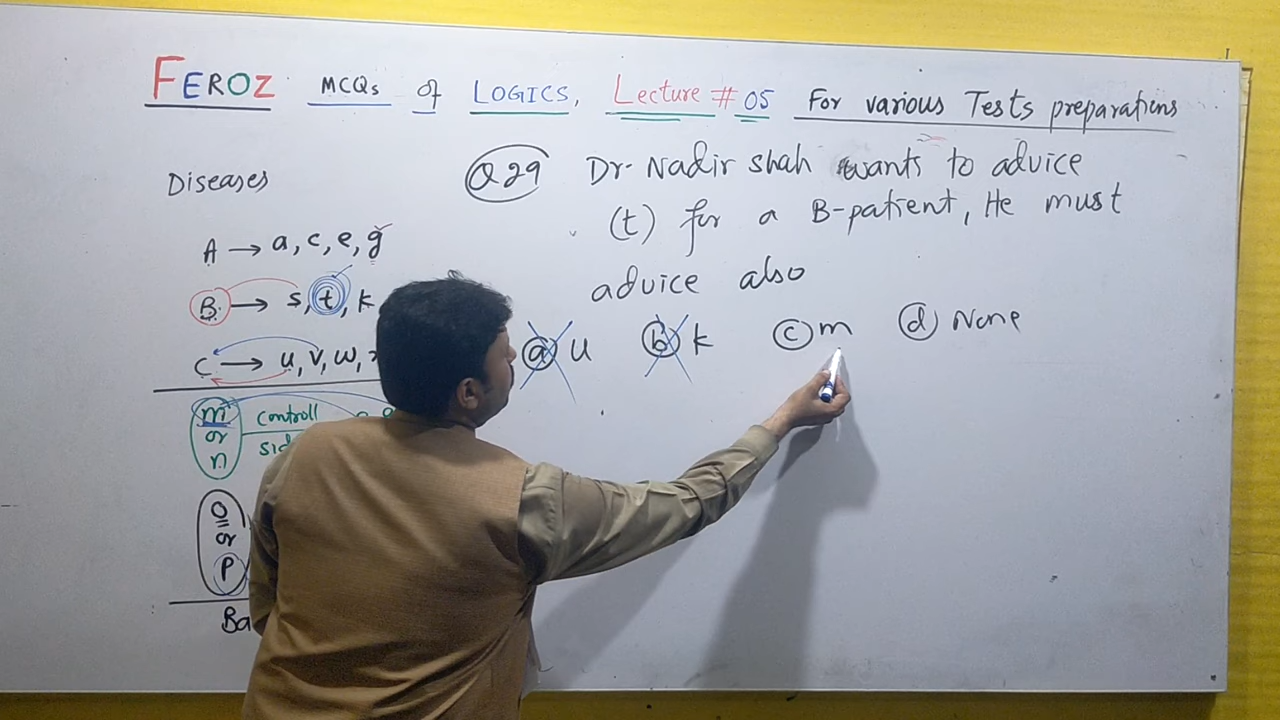 FEROZ MCQs of LOGICS, Lecture # 05 For various Tests preparations
Diseases
A → a, c, e, g
B → s, t, k
C → u, v, w,
m controll
or
n
O
or
P
Q 29 Dr. Nadir Shah wants to advice
(t) for a B-patient, He must
advice also
(a) u (b) k (c) m (d) None